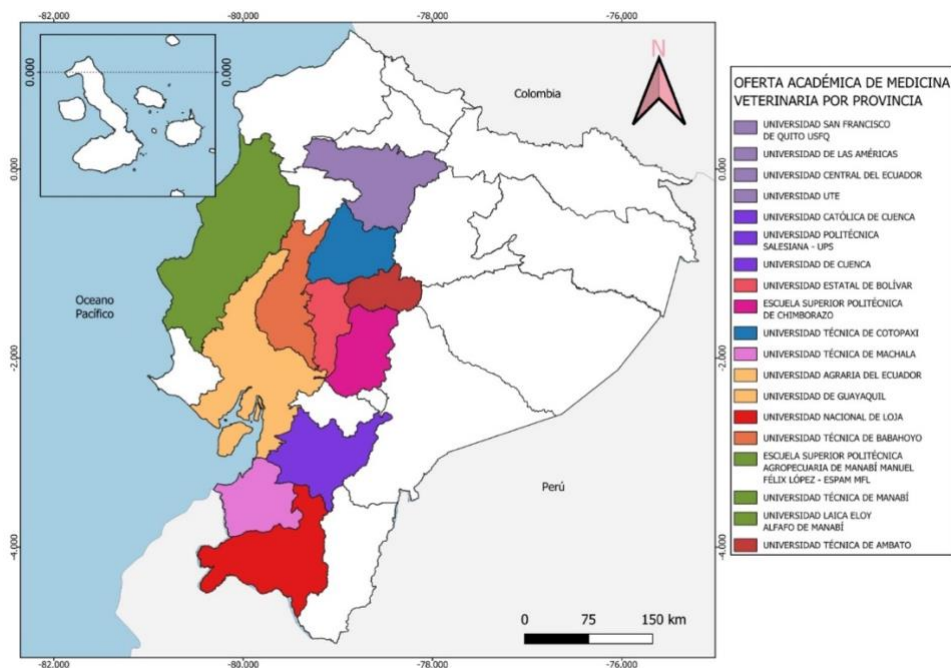 -82,000
-80,000
-78,000
-76,000
0.000
0.000
N
Colombia
0.000
0.000
Oceano
Pacífico
-2.000
-2.000
Perú
-4.000
-4.000
0
75
150 km
-82,000
-80,000
-78,000
-76,000
OFERTA ACADÉMICA DE MEDICINA
VETERINARIA POR PROVINCIA
UNIVERSIDAD SAN FRANCISCO
DE QUITO USFQ
UNIVERSIDAD DE LAS AMÉRICAS
UNIVERSIDAD CENTRAL DEL ECUADOR
UNIVERSIDAD UTE
UNIVERSIDAD CATÓLICA DE CUENCA
UNIVERSIDAD POLITÉCNICA
SALESIANA - UPS
UNIVERSIDAD DE CUENCA
UNIVERSIDAD ESTATAL DE BOLÍVAR
ESCUELA SUPERIOR POLITÉCNICA
DE CHIMBORAZO
UNIVERSIDAD TÉCNICA DE COTOPAXI
UNIVERSIDAD TÉCNICA DE MACHALA
UNIVERSIDAD AGRARIA DEL ECUADOR
UNIVERSIDAD DE GUAYAQUIL
UNIVERSIDAD NACIONAL DE LOJA
UNIVERSIDAD TÉCNICA DE BABAHOYO
ESCUELA SUPERIOR POLITÉCNICA
AGROPECUARIA DE MANABÍ MANUEL
FÉLIX LÓPEZ - ESPAM MFL
UNIVERSIDAD TÉCNICA DE MANABÍ
UNIVERSIDAD LAICA ELOY
ALFAFO DE MANABÍ
UNIVERSIDAD TÉCNICA DE AMBATO